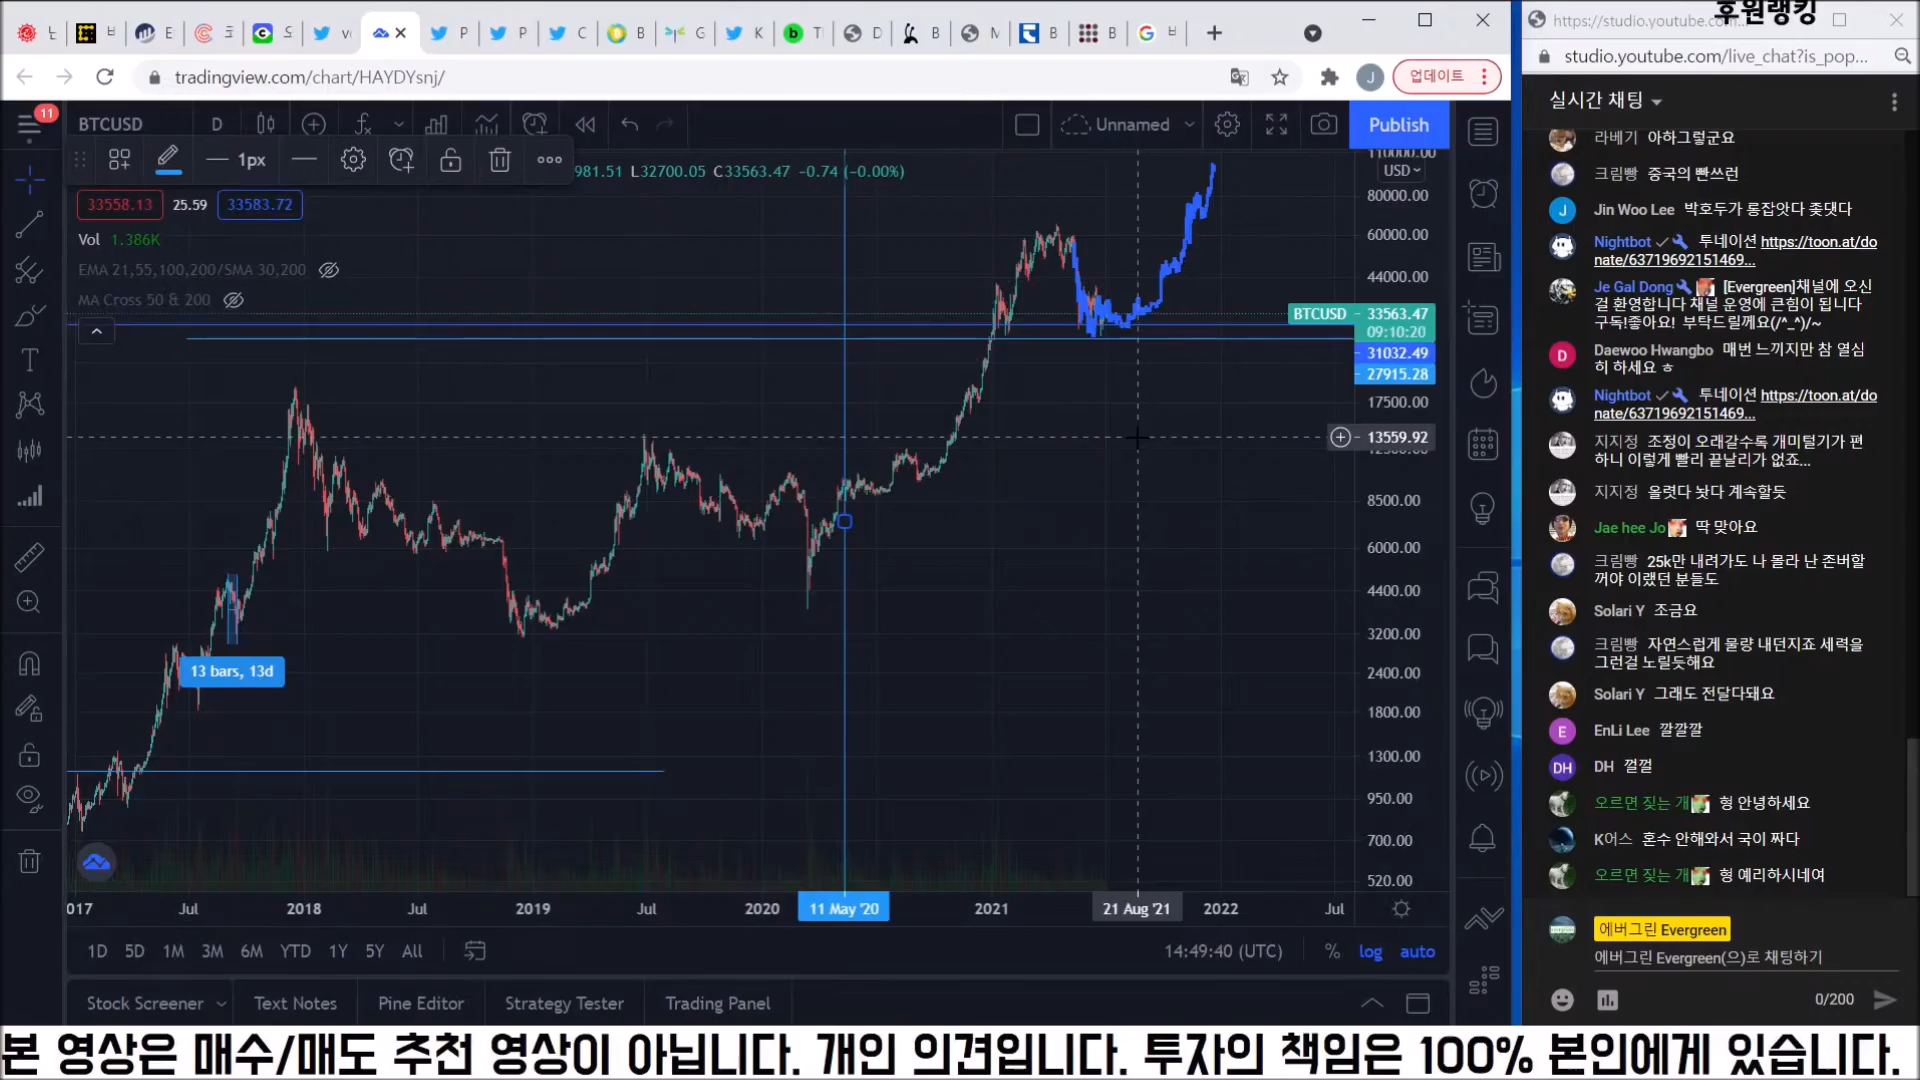 후원랭킹
https://studio.youtube.co
tradingview.com/chart/HAYDYsnj/
업데이트
studio.youtube.com/live_chat?is_pop...
11
BTCUSD
D
Unnamed
Publish
실시간 채팅
1px
981.51 L32700.05 C33563.47 -0.74 (-0.00%)
33558.13
25.59
33583.72
Vol 1.386K
EMA 21,55,100,200/SMA 30,200
MA Cross 50 & 200
110000.00
USD
80000.00
60000.00
44000.00
BTCUSD
33563.47
09:10:20
31032.49
27915.28
17500.00
13559.92
8500.00
6000.00
4400.00
3200.00
2400.00
1800.00
1300.00
950.00
700.00
520.00
13 bars, 13d
017
Jul
2018
Jul
2019
Jul
2020
11 May '20
2021
21 Aug '21
2022
Jul
1D 5D 1M 3M 6M YTD 1Y 5Y All
14:49:40 (UTC)
%
log
auto
Stock Screener
Text Notes
Pine Editor
Strategy Tester
Trading Panel
라베기 아하그렇군요
크림빵 중국의 빤쓰런
Jin Woo Lee 박호두가 롱잡앗다 좆댓다
Nightbot 투네이션 https://toon.at/do
nate/63719692151469...
Je Gal Dong [Evergreen]채널에 오신
걸 환영합니다 채널 운영에 큰힘이 됩니다
구독!좋아요! 부탁드릴께요(/^_^)/~
Daewoo Hwangbo 매번 느끼지만 참 열심
히 하세요 ㅎ
Nightbot 투네이션 https://toon.at/do
nate/63719692151469...
지지정 조정이 오래갈수록 개미털기가 편
하니 이렇게 빨리 끝날리가 없죠...
지지정 올렷다 낫다 계속할듯
Jae hee Jo 딱 맞아요
크림빵 25k만 내려가도 나 몰라 난 존버할
꺼야 이랬던 분들도
Solari Y 조금요
크림빵 자연스럽게 물량 내던지죠 세력을
그런걸 노릴듯해요
Solari Y 그래도 전달다돼요
EnLi Lee 깔깔깔
DH 껄껄
오르면 짖는 개 형 안녕하세요
K어스 혼수 안해와서 국이 짜다
오르면 짖는 개 형 예리하시네여
에버그린 Evergreen
에버그린 Evergreen(으)로 채팅하기
0/200
본 영상은 매수/매도 추천 영상이 아닙니다. 개인 의견입니다. 투자의 책임은 100% 본인에게 있습니다.